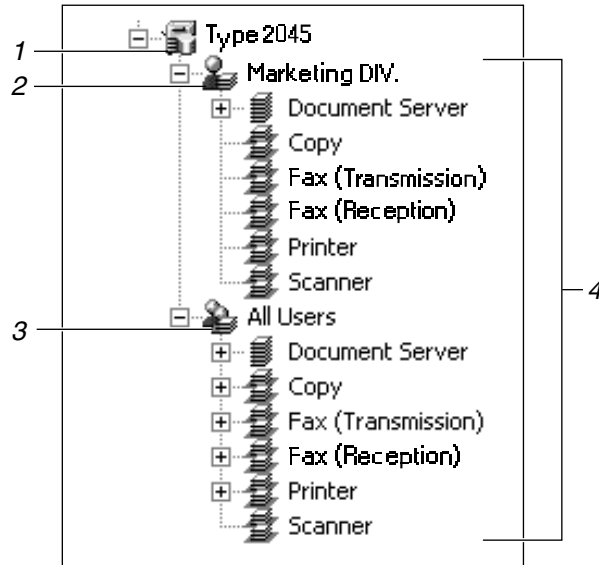 1
Type 2045
2
Marketing DIV.
Document Server
Copy
Fax (Transmission)
Fax (Reception)
Printer
Scanner
4
3
All Users
Document Server
Copy
Fax (Transmission)
Fax (Reception)
Printer
Scanner